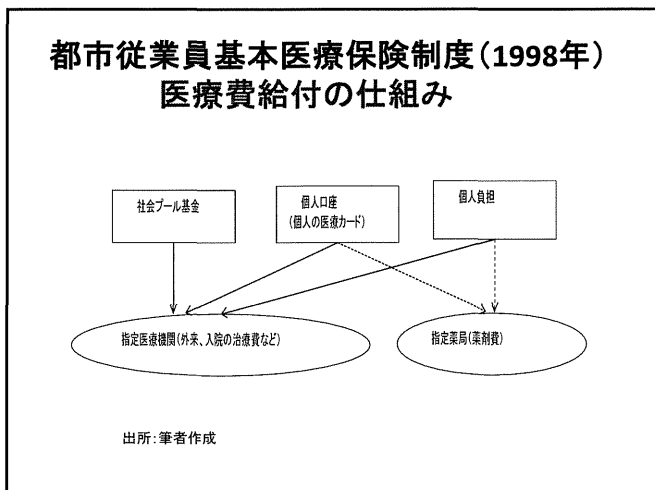 都市従業員基本医療保険制度(1998年)
医療費給付の仕組み
社会プール基金
個人口座
(個人の医療カード)
個人負担
指定医療機関(外来、入院の治療費など)
指定薬局(薬剤費)
出所:筆者作成